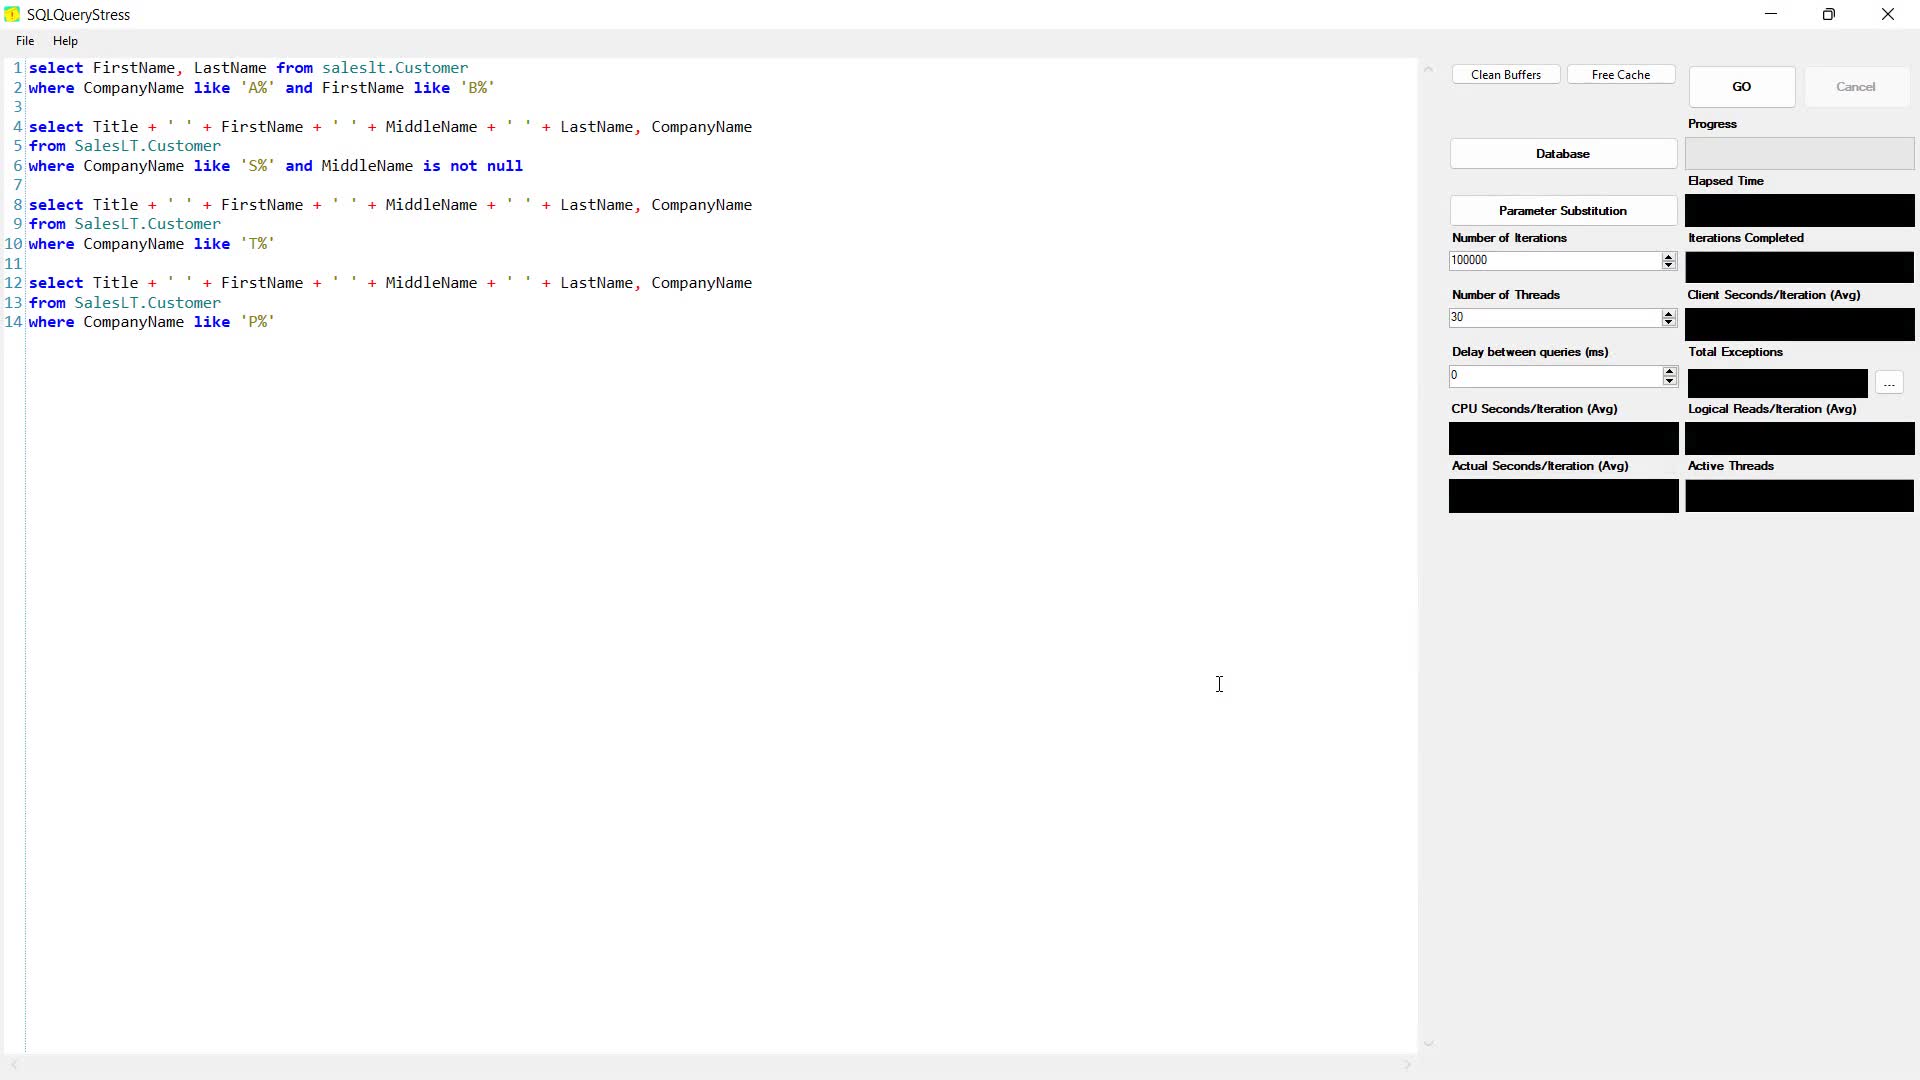 SQLQueryStress
File Help
1 select FirstName, LastName from saleslt.Customer
2 where CompanyName like 'A%' and FirstName like 'B%'
3
4 select Title + ' ' + FirstName + ' ' + MiddleName + ' ' + LastName, CompanyName
5 from SalesLT.Customer
6 where CompanyName like 'S%' and MiddleName is not null
7
8 select Title + ' ' + FirstName + ' ' + MiddleName + ' ' + LastName, CompanyName
9 from SalesLT.Customer
10 where CompanyName like 'T%'
11
12 select Title + ' ' + FirstName + ' ' + MiddleName + ' ' + LastName, CompanyName
13 from SalesLT.Customer
14 where CompanyName like 'P%'
Clean Buffers Free Cache GO Cancel
Progress
Database
Elapsed Time
Parameter Substitution
Number of Iterations Iterations Completed
100000
Number of Threads Client Seconds/Iteration (Avg)
30
Delay between queries (ms) Total Exceptions
0 ...
CPU Seconds/Iteration (Avg) Logical Reads/Iteration (Avg)
Actual Seconds/Iteration (Avg) Active Threads